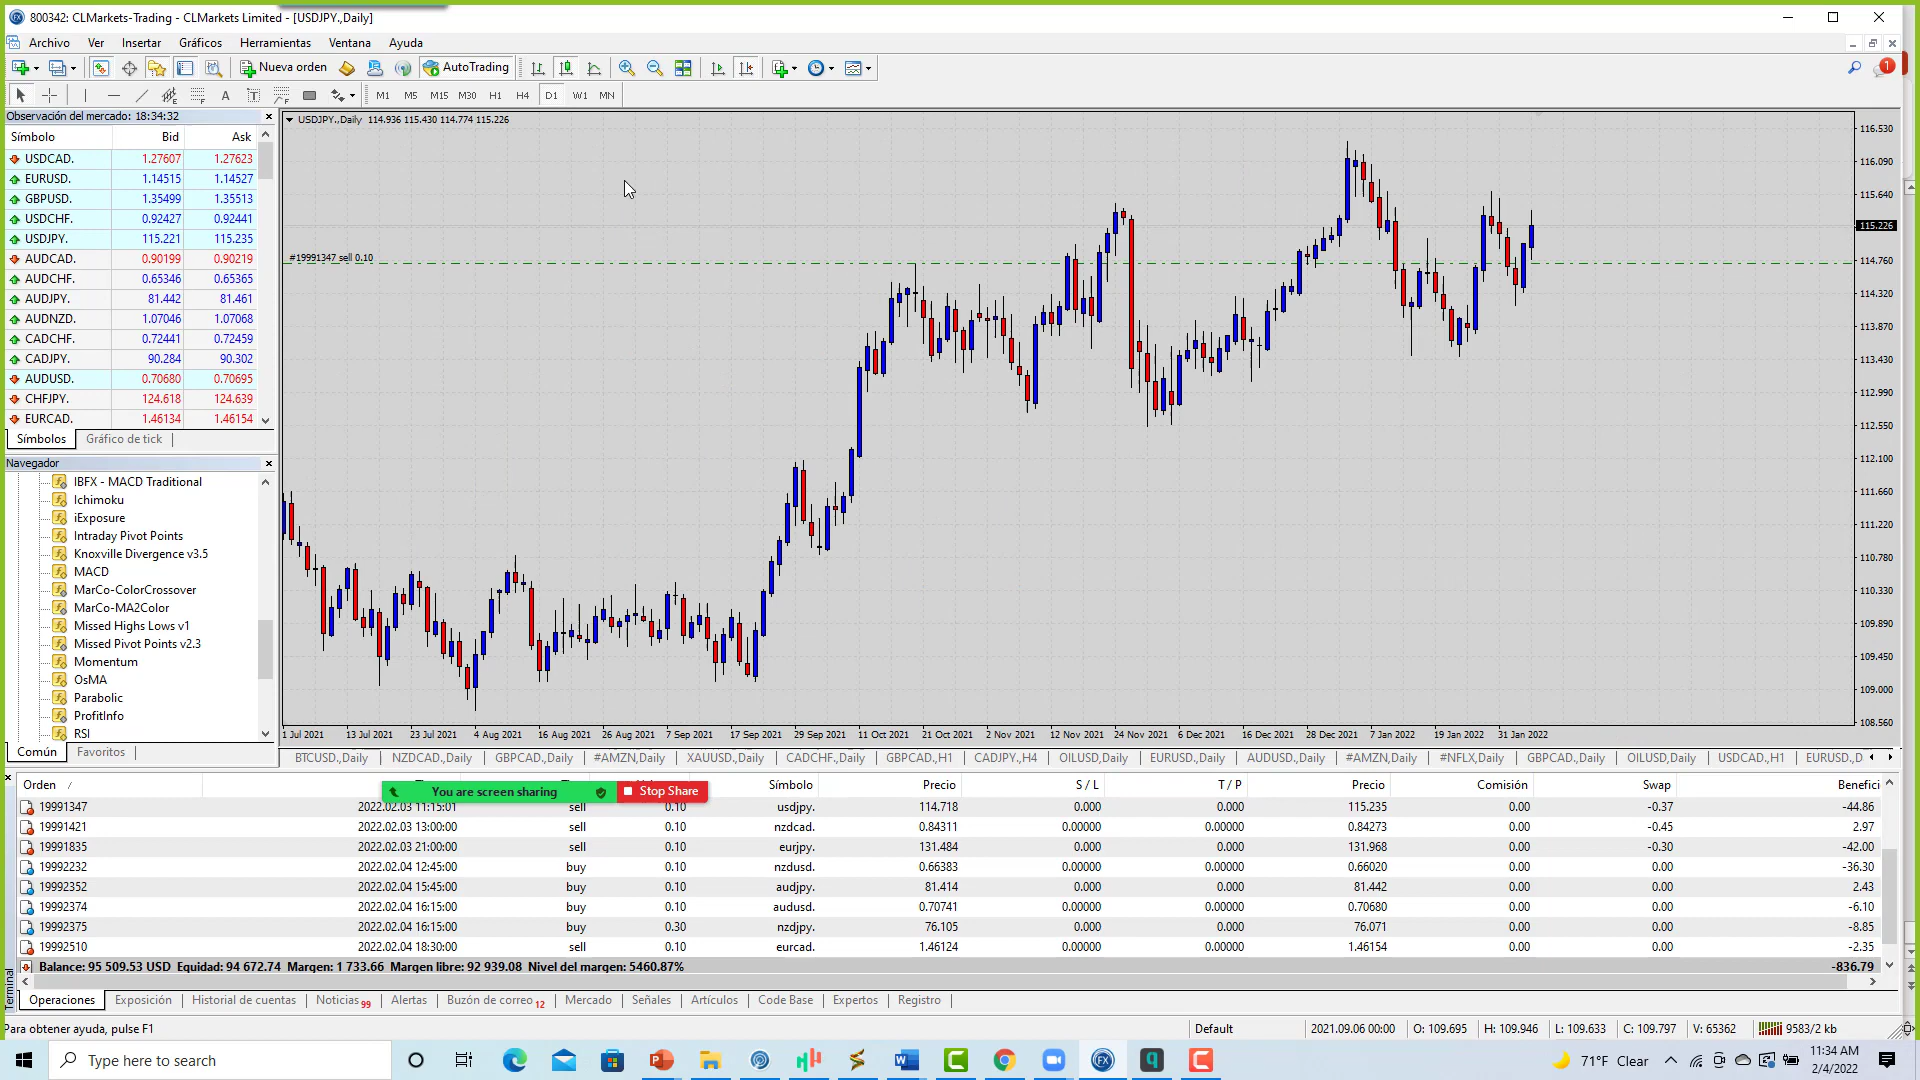 800342: CLMarkets-Trading - CLMarkets Limited - [USDJPY.,Daily]
Archivo Ver Insertar Gráficos Herramientas Ventana Ayuda
Nueva orden AutoTrading 1
A T M1 M5 M15 M30 H1 H4 D1 W1 MN
Observación del mercado: 18:34:32
Símbolo Bid Ask
USDCAD. 1.27607 1.27623
EURUSD. 1.14515 1.14527
GBPUSD. 1.35499 1.35513
USDCHF. 0.92427 0.92441
USDJPY. 115.221 115.235
AUDCAD. 0.90199 0.90219
AUDCHF. 0.65346 0.65365
AUDJPY. 81.442 81.461
AUDNZD. 1.07046 1.07068
CADCHF. 0.72441 0.72459
CADJPY. 90.284 90.302
AUDUSD. 0.70680 0.70695
CHFJPY. 124.618 124.639
EURCAD. 1.46134 1.46154
Símbolos Gráfico de tick
Navegador
IBFX - MACD Traditional
Ichimoku
iExposure
Intraday Pivot Points
Knoxville Divergence v3.5
MACD
MarCo-ColorCrossover
MarCo-MA2Color
Missed Highs Lows v1
Missed Pivot Points v2.3
Momentum
OsMA
Parabolic
ProfitInfo
RSI
Común Favoritos
USDJPY.,Daily 114.936 115.430 114.774 115.226
#19991347 sell 0.10
116.530
116.090
115.640
115.226
114.760
114.320
113.870
113.430
112.990
112.550
112.100
111.660
111.220
110.780
110.330
109.890
109.450
109.000
108.560
1 Jul 2021 13 Jul 2021 23 Jul 2021 4 Aug 2021 16 Aug 2021 26 Aug 2021 7 Sep 2021 17 Sep 2021 29 Sep 2021 11 Oct 2021 21 Oct 2021 2 Nov 2021 12 Nov 2021 24 Nov 2021 6 Dec 2021 16 Dec 2021 28 Dec 2021 7 Jan 2022 19 Jan 2022 31 Jan 2022
BTCUSD.,Daily NZDCAD.,Daily GBPCAD.,Daily #AMZN,Daily XAUUSD.,Daily CADCHF.,Daily GBPCAD.,H1 CADJPY.,H4 OILUSD,Daily EURUSD.,Daily AUDUSD.,Daily #AMZN,Daily #NFLX,Daily GBPCAD.,Daily OILUSD,Daily USDCAD.,H1 EURUSD.,D
Orden / Símbolo Precio S / L T / P Precio Comisión Swap Benefici
You are screen sharing Stop Share
19991347 2022.02.03 11:15:01 sell 0.10 usdjpy. 114.718 0.000 0.000 115.235 0.00 -0.37 -44.86
19991421 2022.02.03 13:00:00 sell 0.10 nzdcad. 0.84311 0.00000 0.00000 0.84273 0.00 -0.45 2.97
19991835 2022.02.03 21:00:00 sell 0.10 eurjpy. 131.484 0.000 0.000 131.968 0.00 -0.30 -42.00
19992232 2022.02.04 12:45:00 buy 0.10 nzdusd. 0.66383 0.00000 0.00000 0.66020 0.00 0.00 -36.30
19992352 2022.02.04 15:45:00 buy 0.10 audjpy. 81.414 0.000 0.000 81.442 0.00 0.00 2.43
19992374 2022.02.04 16:15:00 buy 0.10 audusd. 0.70741 0.00000 0.00000 0.70680 0.00 0.00 -6.10
19992375 2022.02.04 16:15:00 buy 0.30 nzdjpy. 76.105 0.000 0.000 76.071 0.00 0.00 -8.85
19992510 2022.02.04 18:30:00 sell 0.10 eurcad. 1.46124 0.00000 0.00000 1.46154 0.00 0.00 -2.35
Balance: 95 509.53 USD Equidad: 94 672.74 Margen: 1 733.66 Margen libre: 92 939.08 Nivel del margen: 5460.87% -836.79
Terminal
Operaciones Exposición Historial de cuentas Noticias 99 Alertas Buzón de correo 12 Mercado Señales Artículos Code Base Expertos Registro
Para obtener ayuda, pulse F1 Default 2021.09.06 00:00 O: 109.695 H: 109.946 L: 109.633 C: 109.797 V: 65362 9583/2 kb
Type here to search 71°F Clear 11:34 AM
2/4/2022